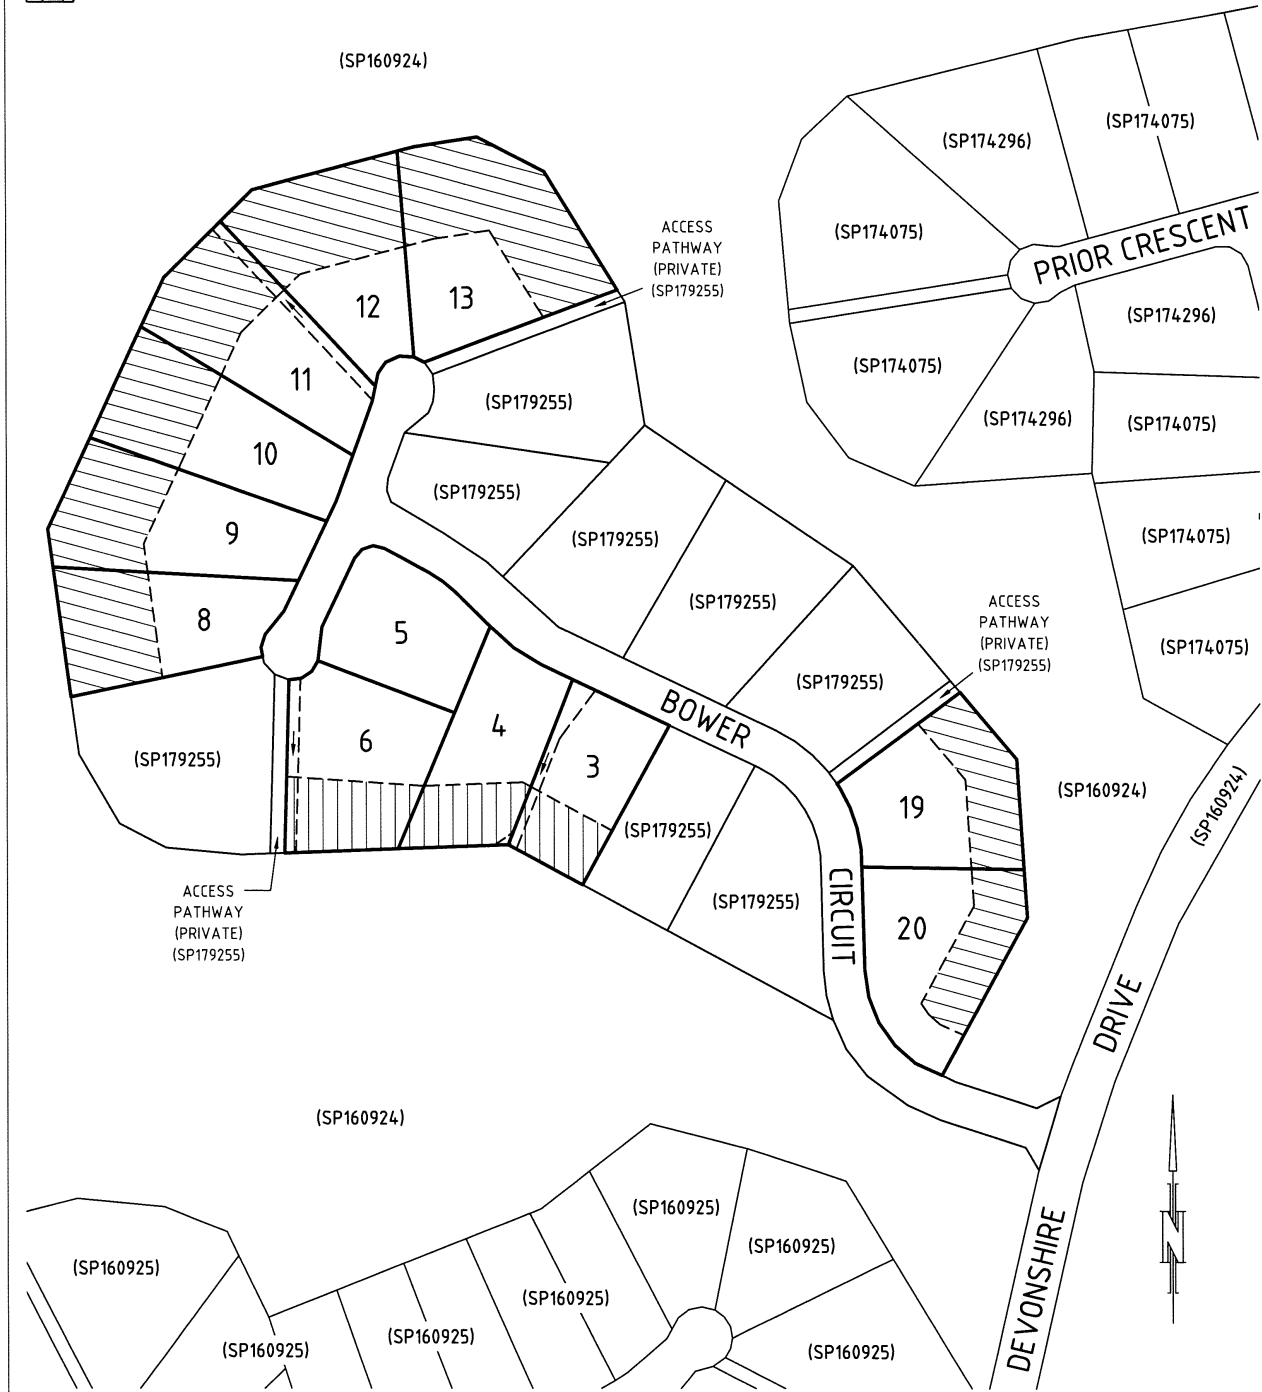 (SP160924)
(SP174296)
(SP174075)
(SP174075)
PRIOR CRESCENT
ACCESS
PATHWAY
(PRIVATE)
(SP179255)
12
13
(SP174296)
(SP174075)
11
(SP179255)
(SP174296)
(SP174075)
10
(SP179255)
9
(SP179255)
(SP174075)
(SP179255)
ACCESS
PATHWAY
(PRIVATE)
(SP179255)
8
5
(SP174075)
(SP179255)
BOWER
4
6
3
(SP179255)
(SP160924)
(SP160924)
19
(SP179255)
(SP179255)
CIRCUIT
20
ACCESS
PATHWAY
(PRIVATE)
(SP179255)
DRIVE
(SP160924)
N
(SP160925)
(SP160925)
(SP160925)
(SP160925)
DEVONSHIRE
(SP160925)
(SP160925)
(SP160925)